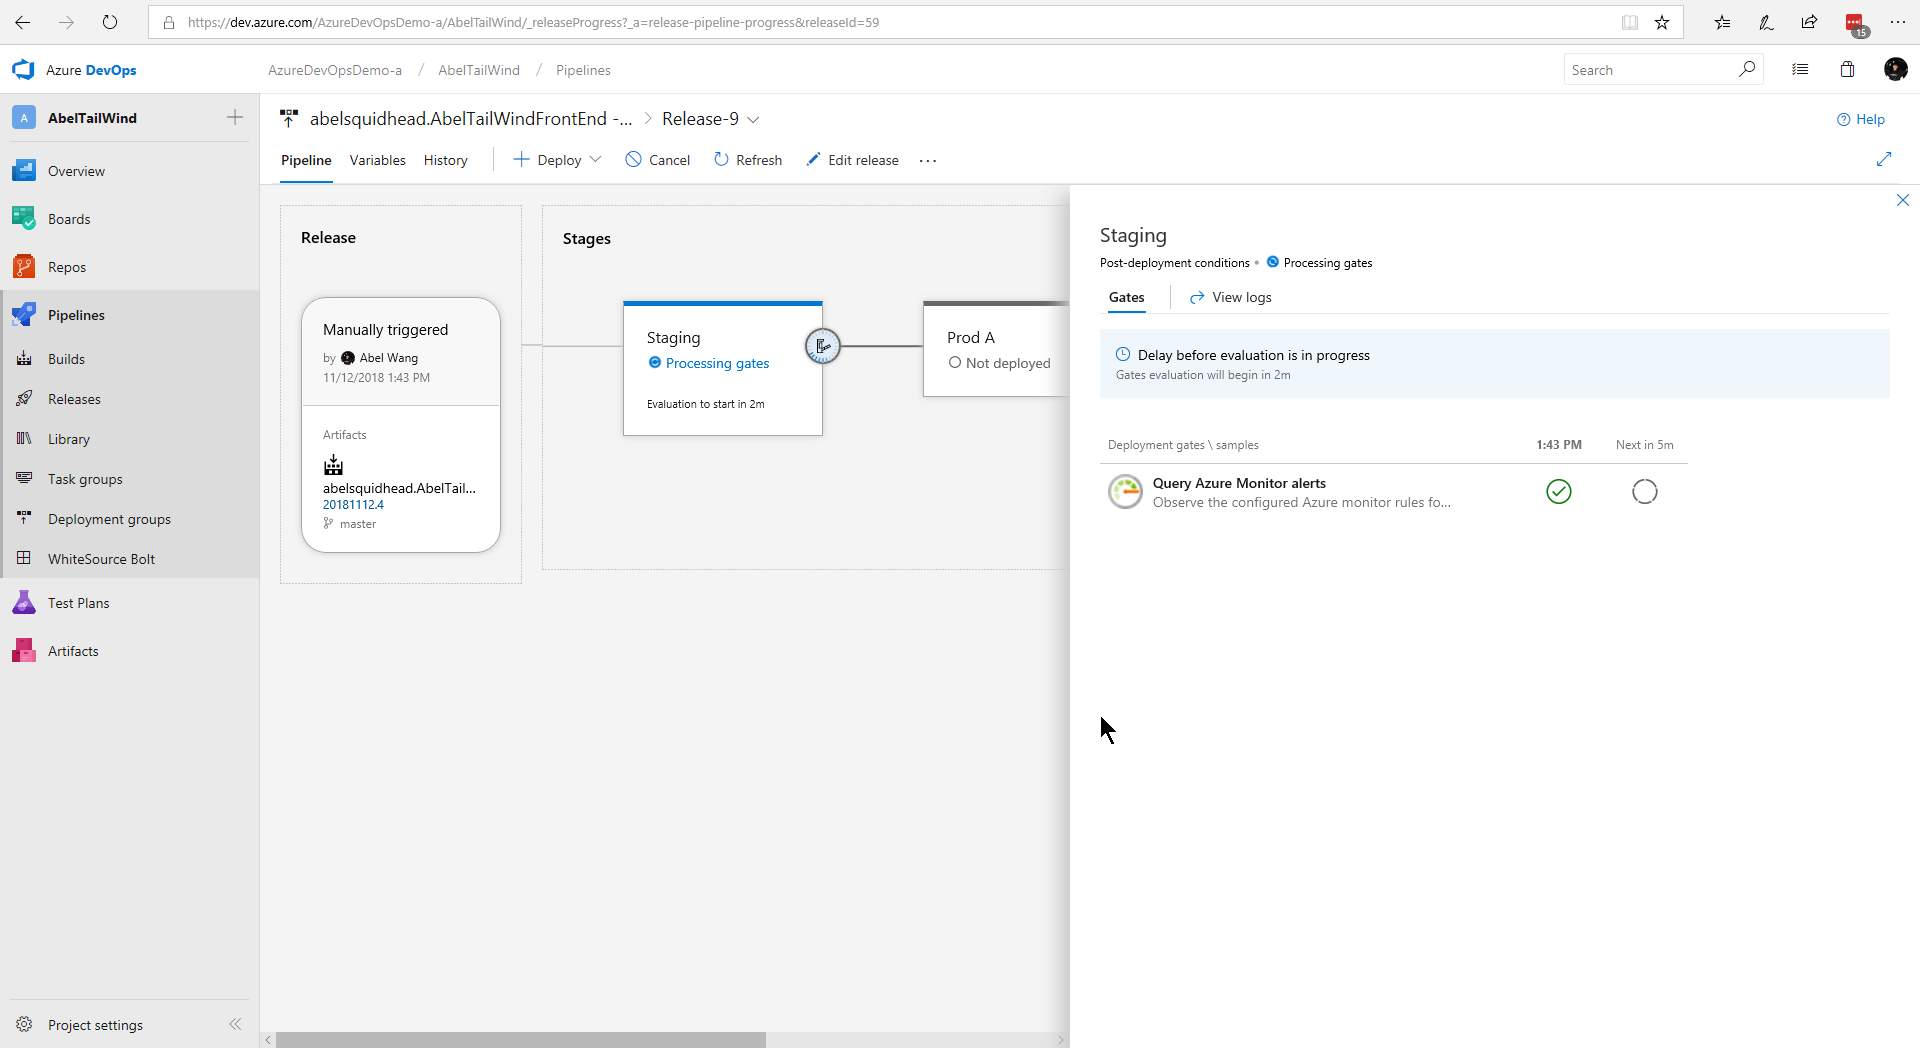 https://dev.azure.com/AzureDevOpsDemo-a/AbelTailWind/_releaseProgress?_a=release-pipeline-progress&releaseId=59
15
Azure DevOps
AzureDevOpsDemo-a / AbelTailWind / Pipelines
Search
A AbelTailWind
abelsquidhead.AbelTailWindFrontEnd -... > Release-9
Help
Pipeline Variables History Deploy Cancel Refresh Edit release ...
Overview
Boards
Repos
Pipelines
Builds
Releases
Library
Task groups
Deployment groups
WhiteSource Bolt
Test Plans
Artifacts
Project settings
Release
Manually triggered
by Abel Wang
11/12/2018 1:43 PM
Artifacts
abelsquidhead.AbelTail...
20181112.4
master
Stages
Staging
Processing gates
Evaluation to start in 2m
Prod A
Not deployed
Staging
Post-deployment conditions • Processing gates
Gates View logs
Delay before evaluation is in progress
Gates evaluation will begin in 2m
Deployment gates \ samples 1:43 PM Next in 5m
Query Azure Monitor alerts
Observe the configured Azure monitor rules fo...